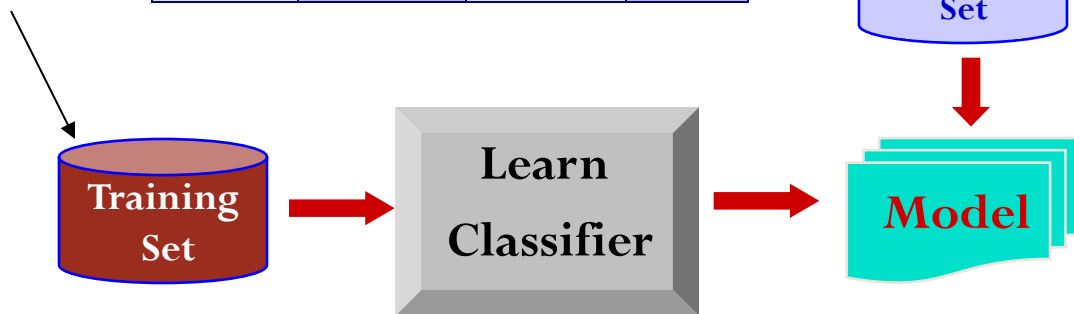 Set
Training
Set
Learn
Classifier
Model